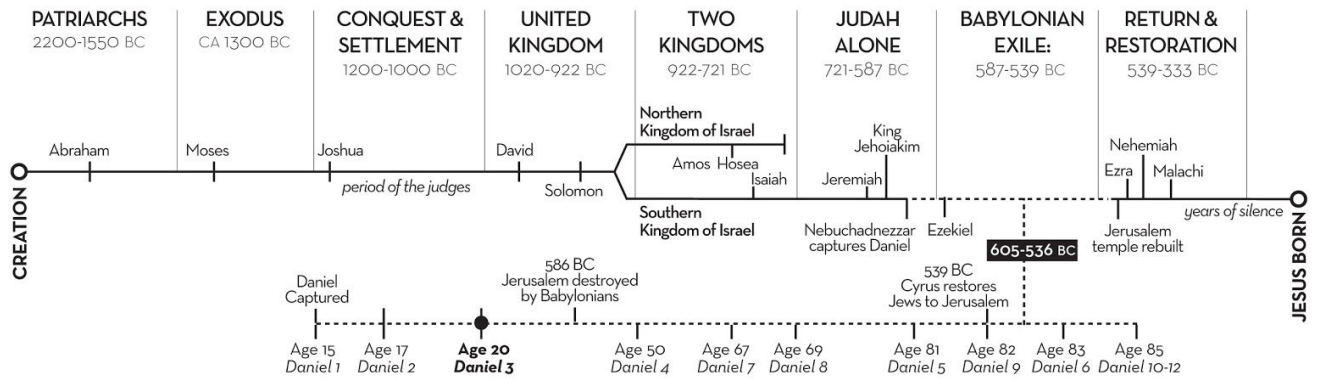 PATRIARCHS
2200-1550 BC
EXODUS
CA 1300 BC
CONQUEST &
SETTLEMENT
1200-1000 BC
UNITED
KINGDOM
1020-922 BC
TWO
KINGDOMS
922-721 BC
JUDAH
ALONE
721-587 BC
BABYLONIAN
EXILE:
587-539 BC
RETURN &
RESTORATION
539-333 BC
CREATION
Abraham
Moses
Joshua
period of the judges
David
Solomon
Northern
Kingdom of Israel
Amos
Hosea
Isaiah
Southern
Kingdom of Israel
Jeremiah
King
Jehoiakim
Nebuchadnezzar
captures Daniel
Ezekiel
605-536 BC
Ezra
Nehemiah
Malachi
Jerusalem
temple rebuilt
years of silence
JESUS BORN
Daniel
Captured
586 BC
Jerusalem destroyed
by Babylonians
539 BC
Cyrus restores
Jews to Jerusalem
Age 15
Daniel 1
Age 17
Daniel 2
Age 20
Daniel 3
Age 50
Daniel 4
Age 67
Daniel 7
Age 69
Daniel 8
Age 81
Daniel 5
Age 82
Daniel 9
Age 83
Daniel 6
Age 85
Daniel 10-12